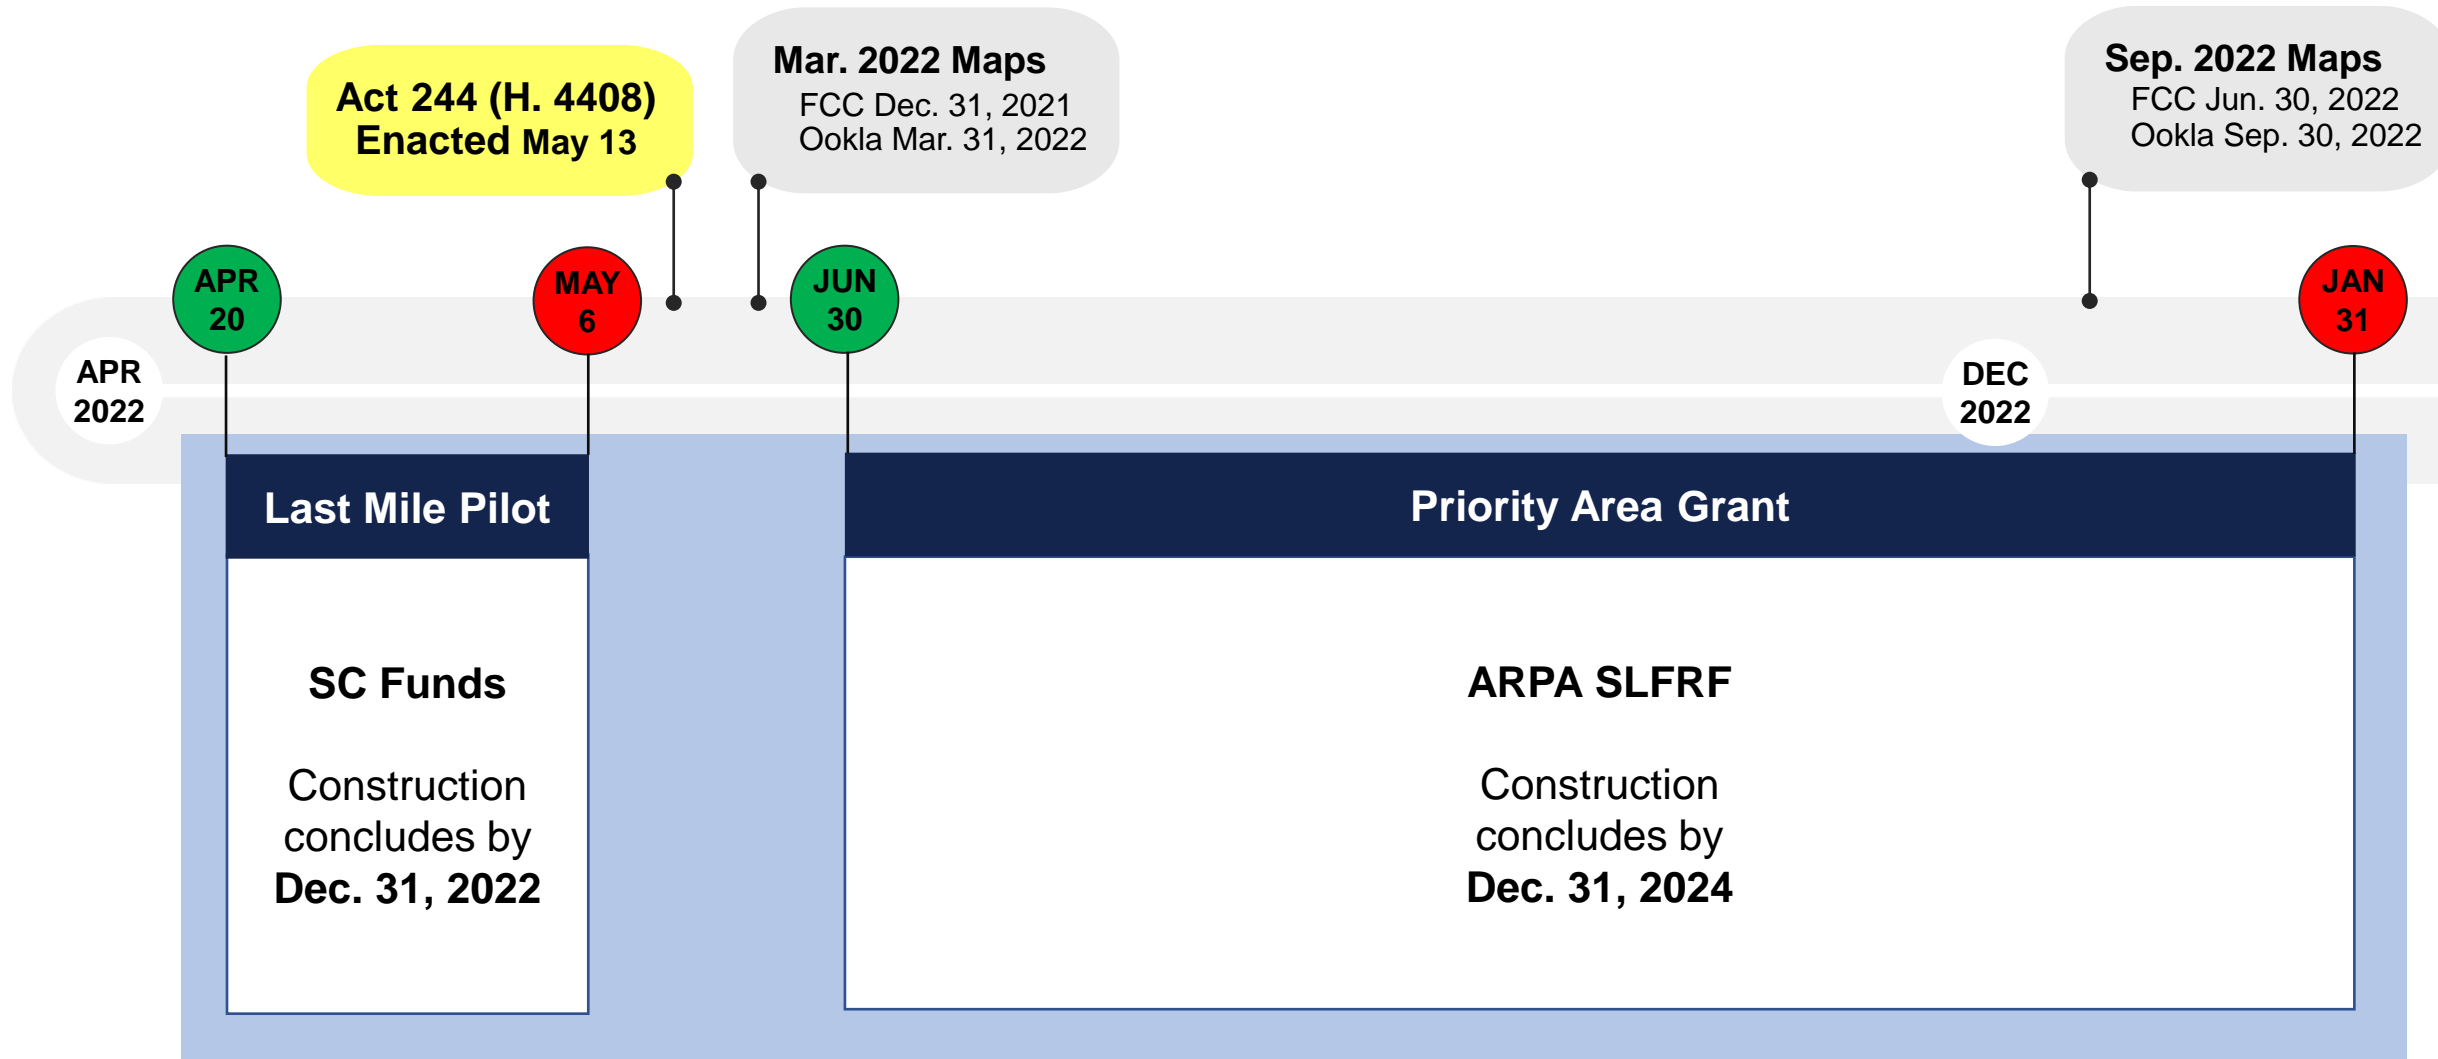 Act 244 (H. 4408)
Enacted May 13
Mar. 2022 Maps
FCC Dec. 31, 2021
Ookla Mar. 31, 2022
Sep. 2022 Maps
FCC Jun. 30, 2022
Ookla Sep. 30, 2022
APR
20
MAY
6
JUN
30
JAN
31
APR
2022
DEC
2022
Last Mile Pilot
SC Funds
Construction
concludes by
Dec. 31, 2022
Priority Area Grant
ARPA SLFRF
Construction
concludes by
Dec. 31, 2024